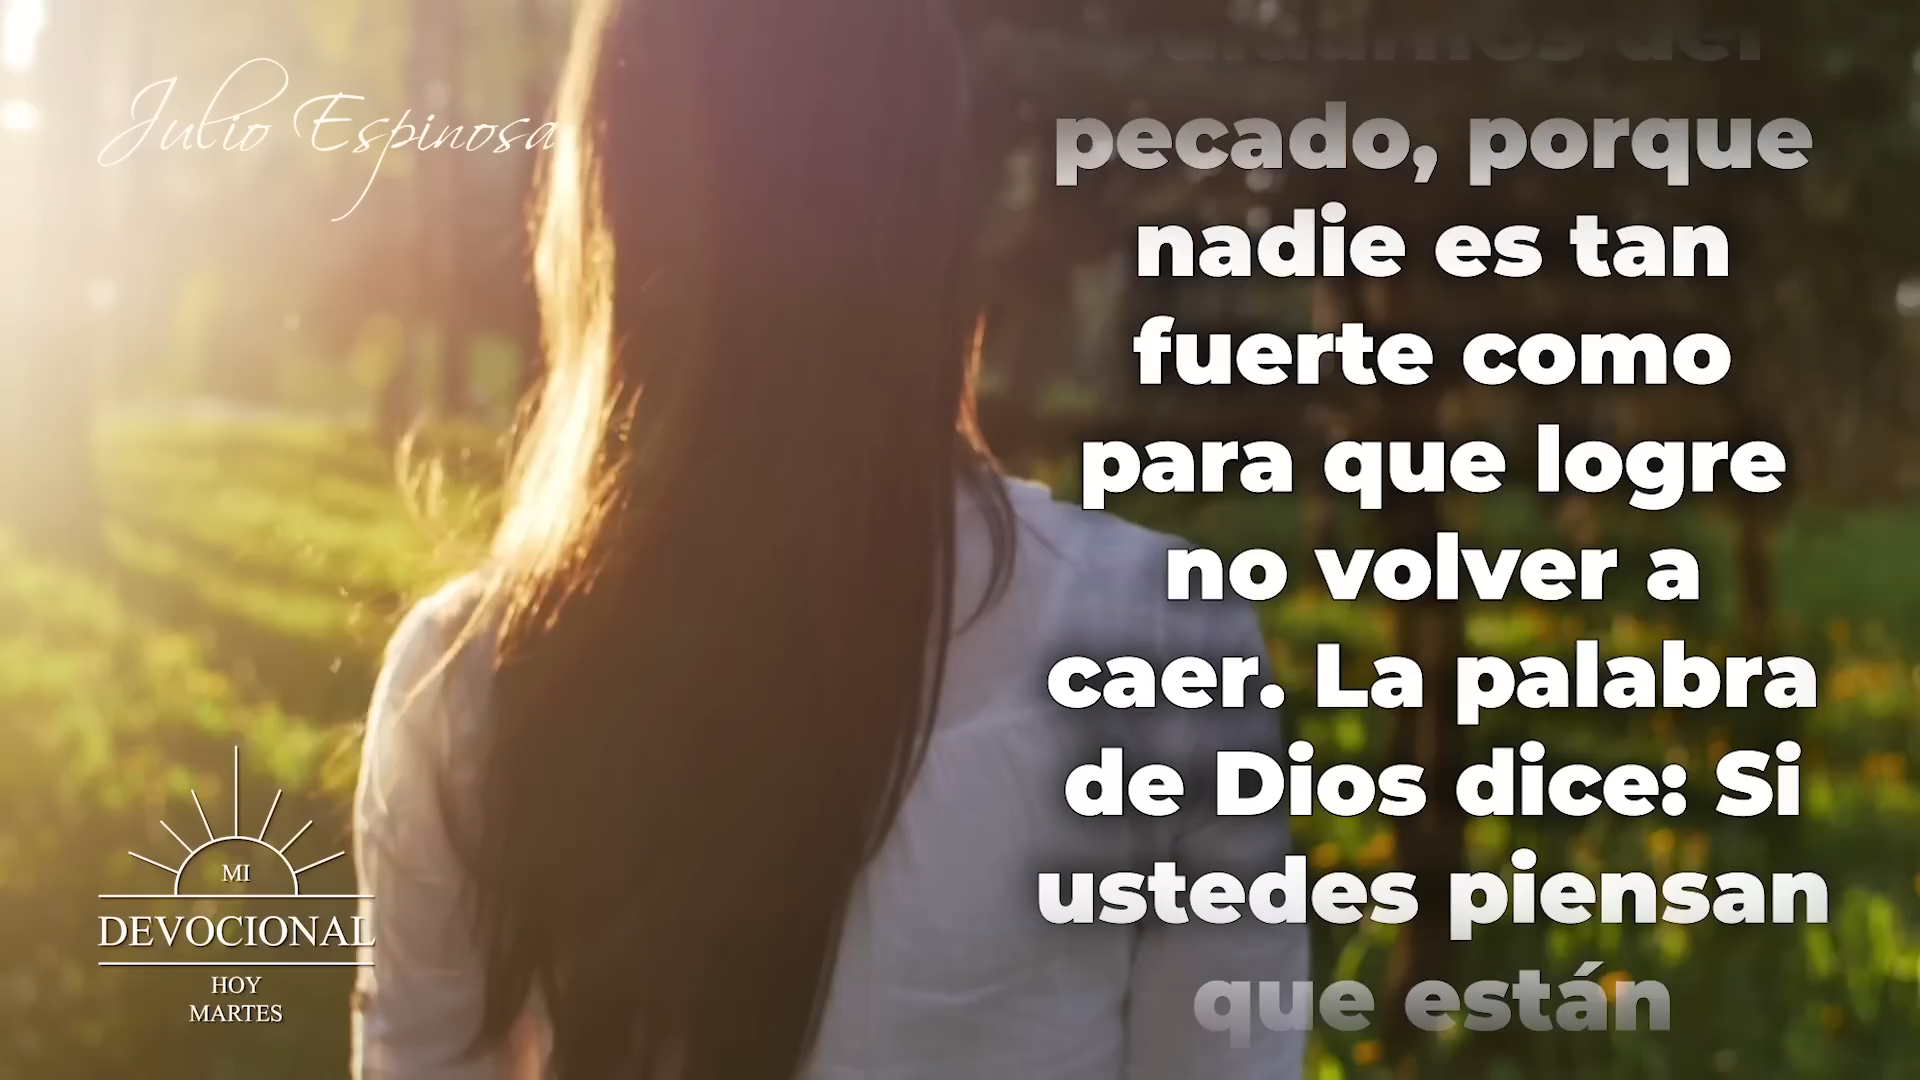 Julio Espinosa
pecado, porque
nadie es tan
fuerte como
para que logre
no volver a
caer. La palabra
de Dios dice: Si
ustedes piensan
que están
MI
DEVOCIONAL
HOY
MARTES